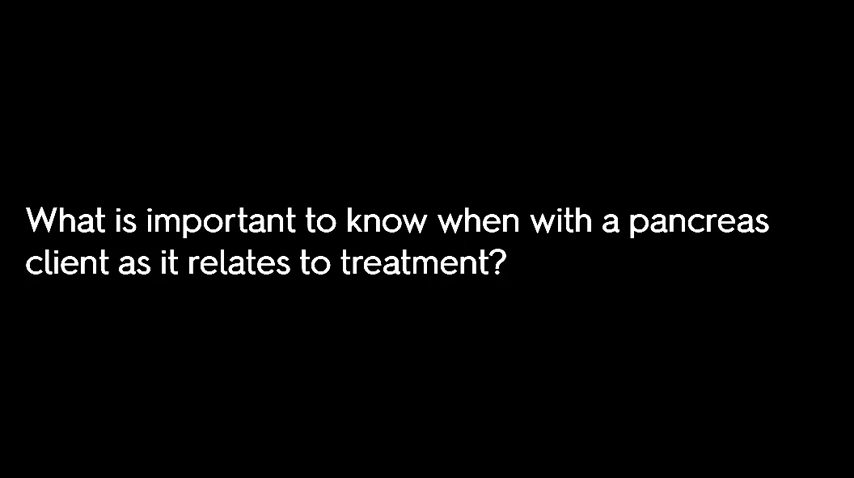 What is important to know when with a pancreas
client as it relates to treatment?